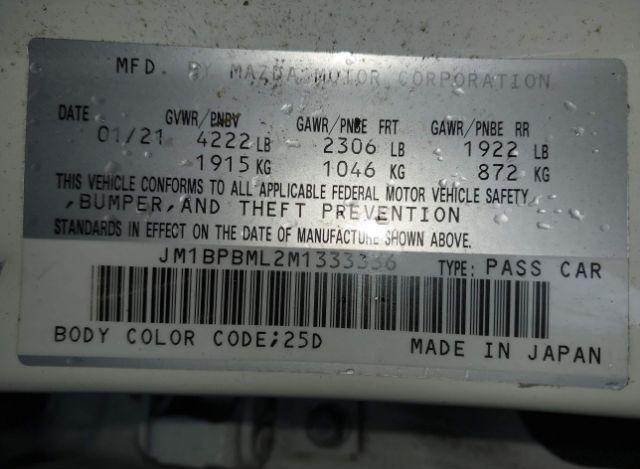 MFD. BY MAZDA MOTOR CORPORATION
DATE GVWR/PNBV GAWR/PNBE FRT GAWR/PNBE RR
01/21 4222 LB 2306 LB 1922 LB
1915 KG 1046 KG 872 KG
THIS VEHICLE CONFORMS TO ALL APPLICABLE FEDERAL MOTOR VEHICLE SAFETY
,BUMPER,AND THEFT PREVENTION
STANDARDS IN EFFECT ON THE DATE OF MANUFACTURE SHOWN ABOVE.
JM1BPBML2M1333336 TYPE: PASS CAR
BODY COLOR CODE;25D MADE IN JAPAN